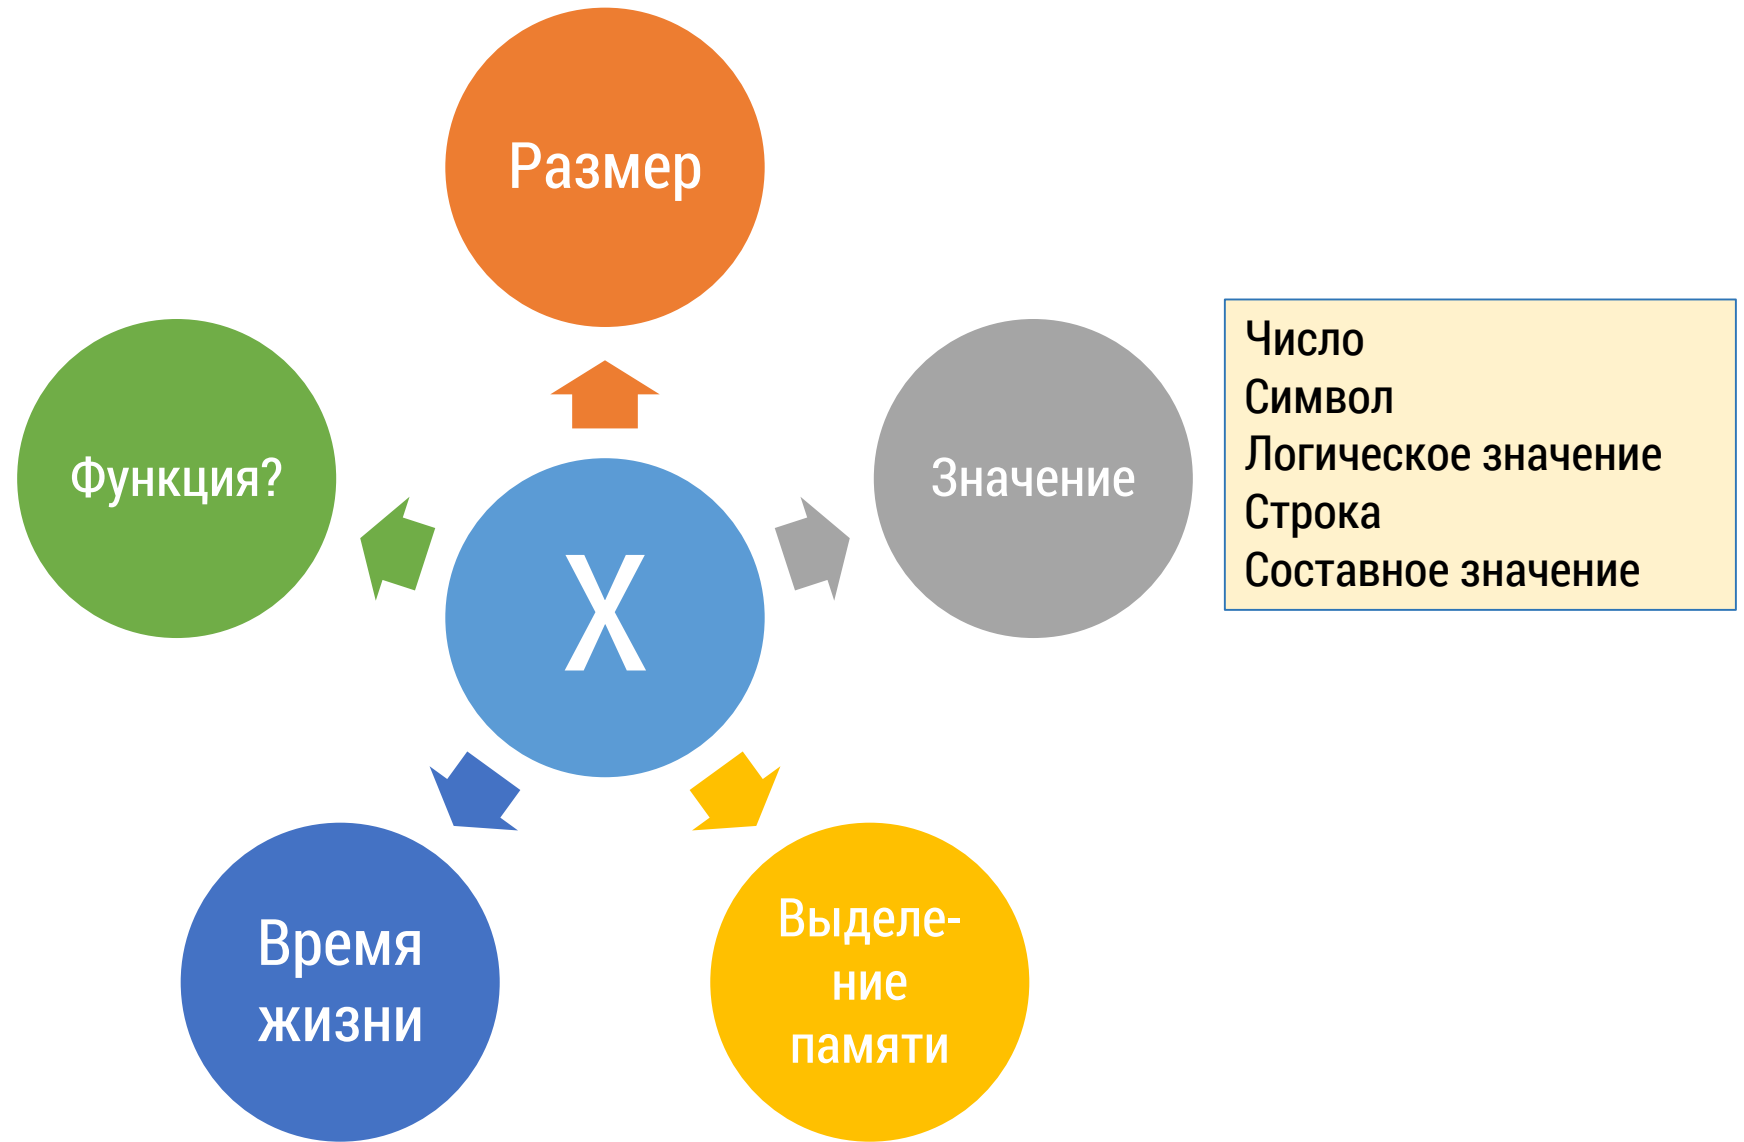 Размер
Функция?
Значение
Число
Символ
Логическое значение
Строка
Составное значение
X
Время
жизни
Выделе-
ние
памяти